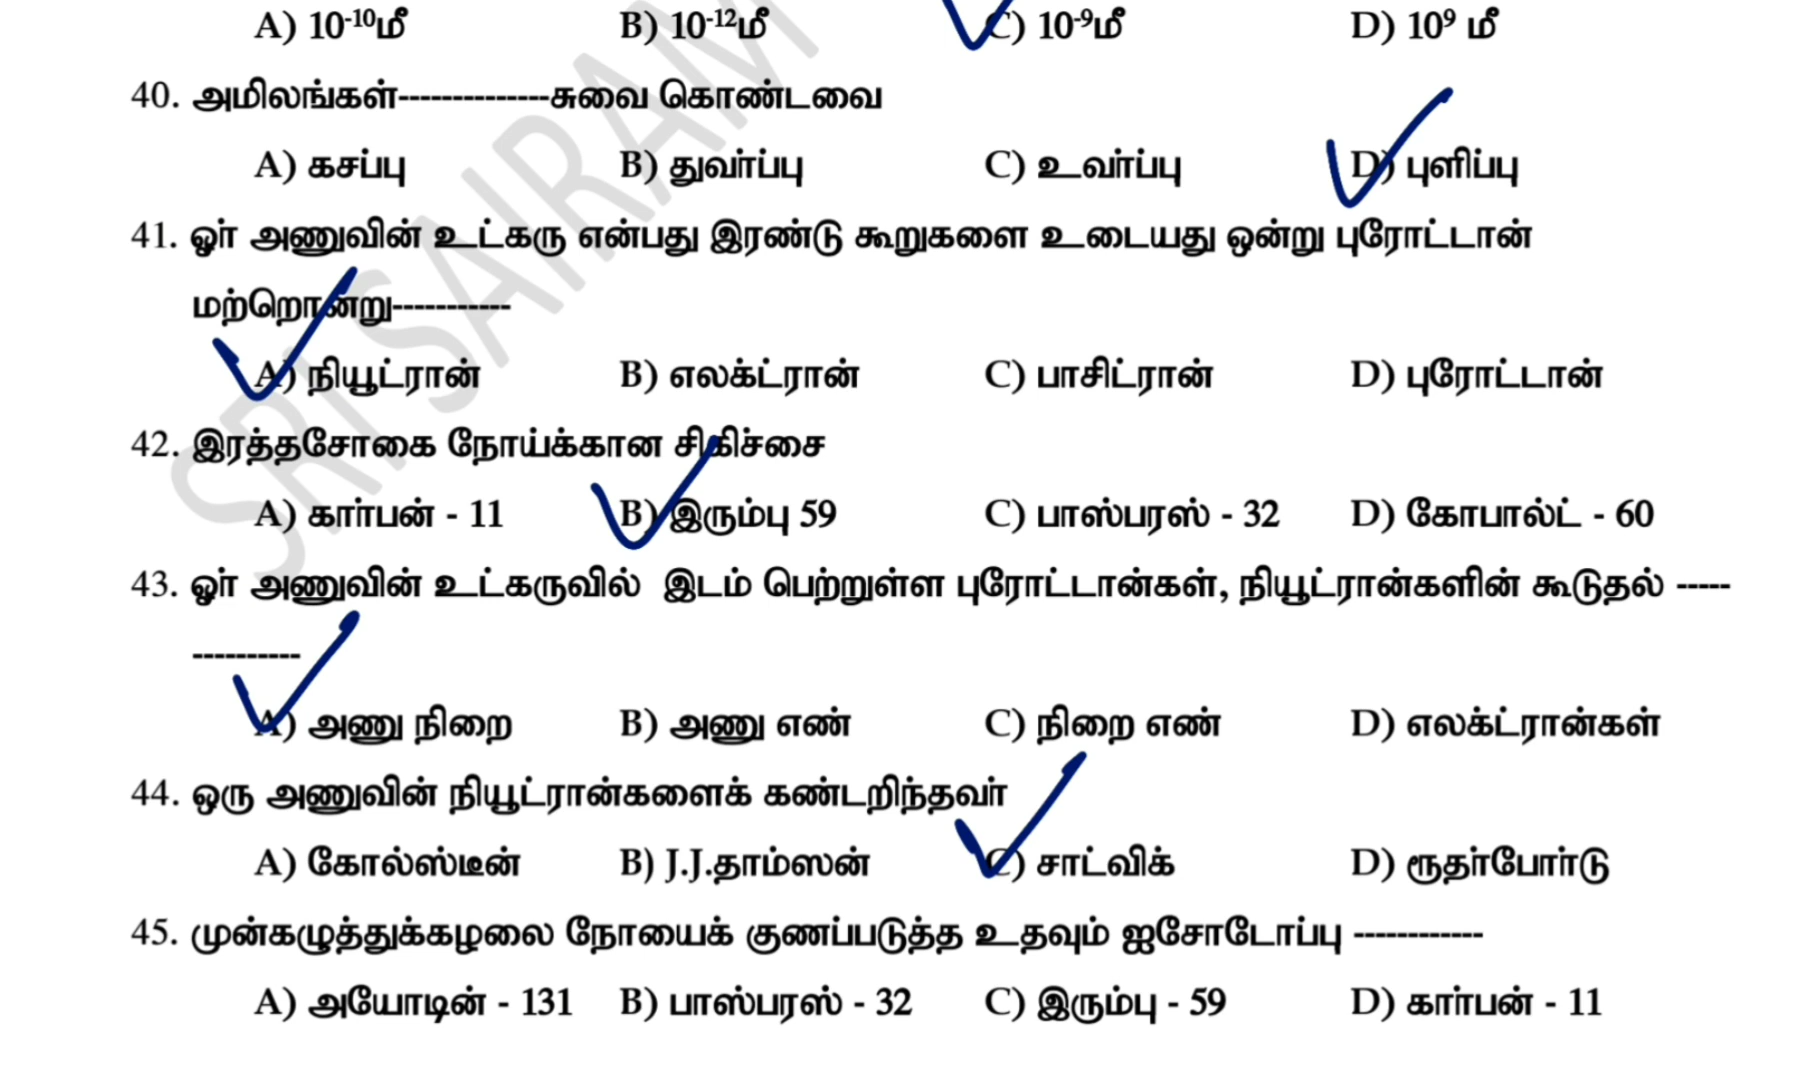 A) 10⁻¹⁰மீ B) 10⁻¹²மீ C) 10⁻⁹மீ D) 10⁹ மீ
40. அமிலங்கள்--------------சுவை கொண்டவை
A) கசப்பு B) துவர்ப்பு C) உவர்ப்பு D) புளிப்பு
41. ஓர் அணுவின் உட்கரு என்பது இரண்டு கூறுகளை உடையது ஒன்று புரோட்டான்
மற்றொன்று-----------
A) நியூட்ரான் B) எலக்ட்ரான் C) பாசிட்ரான் D) புரோட்டான்
42. இரத்தசோகை நோய்க்கான சிகிச்சை
A) கார்பன் - 11 B) இரும்பு 59 C) பாஸ்பரஸ் - 32 D) கோபால்ட் - 60
43. ஓர் அணுவின் உட்கருவில் இடம் பெற்றுள்ள புரோட்டான்கள், நியூட்ரான்களின் கூடுதல் -----
----------
A) அணு நிறை B) அணு எண் C) நிறை எண் D) எலக்ட்ரான்கள்
44. ஒரு அணுவின் நியூட்ரான்களைக் கண்டறிந்தவர்
A) கோல்ஸ்டீன் B) J.J.தாம்ஸன் C) சாட்விக் D) ரூதர்போர்டு
45. முன்கழுத்துக்கழலை நோயைக் குணப்படுத்த உதவும் ஐசோடோப்பு ------------
A) அயோடின் - 131 B) பாஸ்பரஸ் - 32 C) இரும்பு - 59 D) கார்பன் - 11
SRI SAIRAM